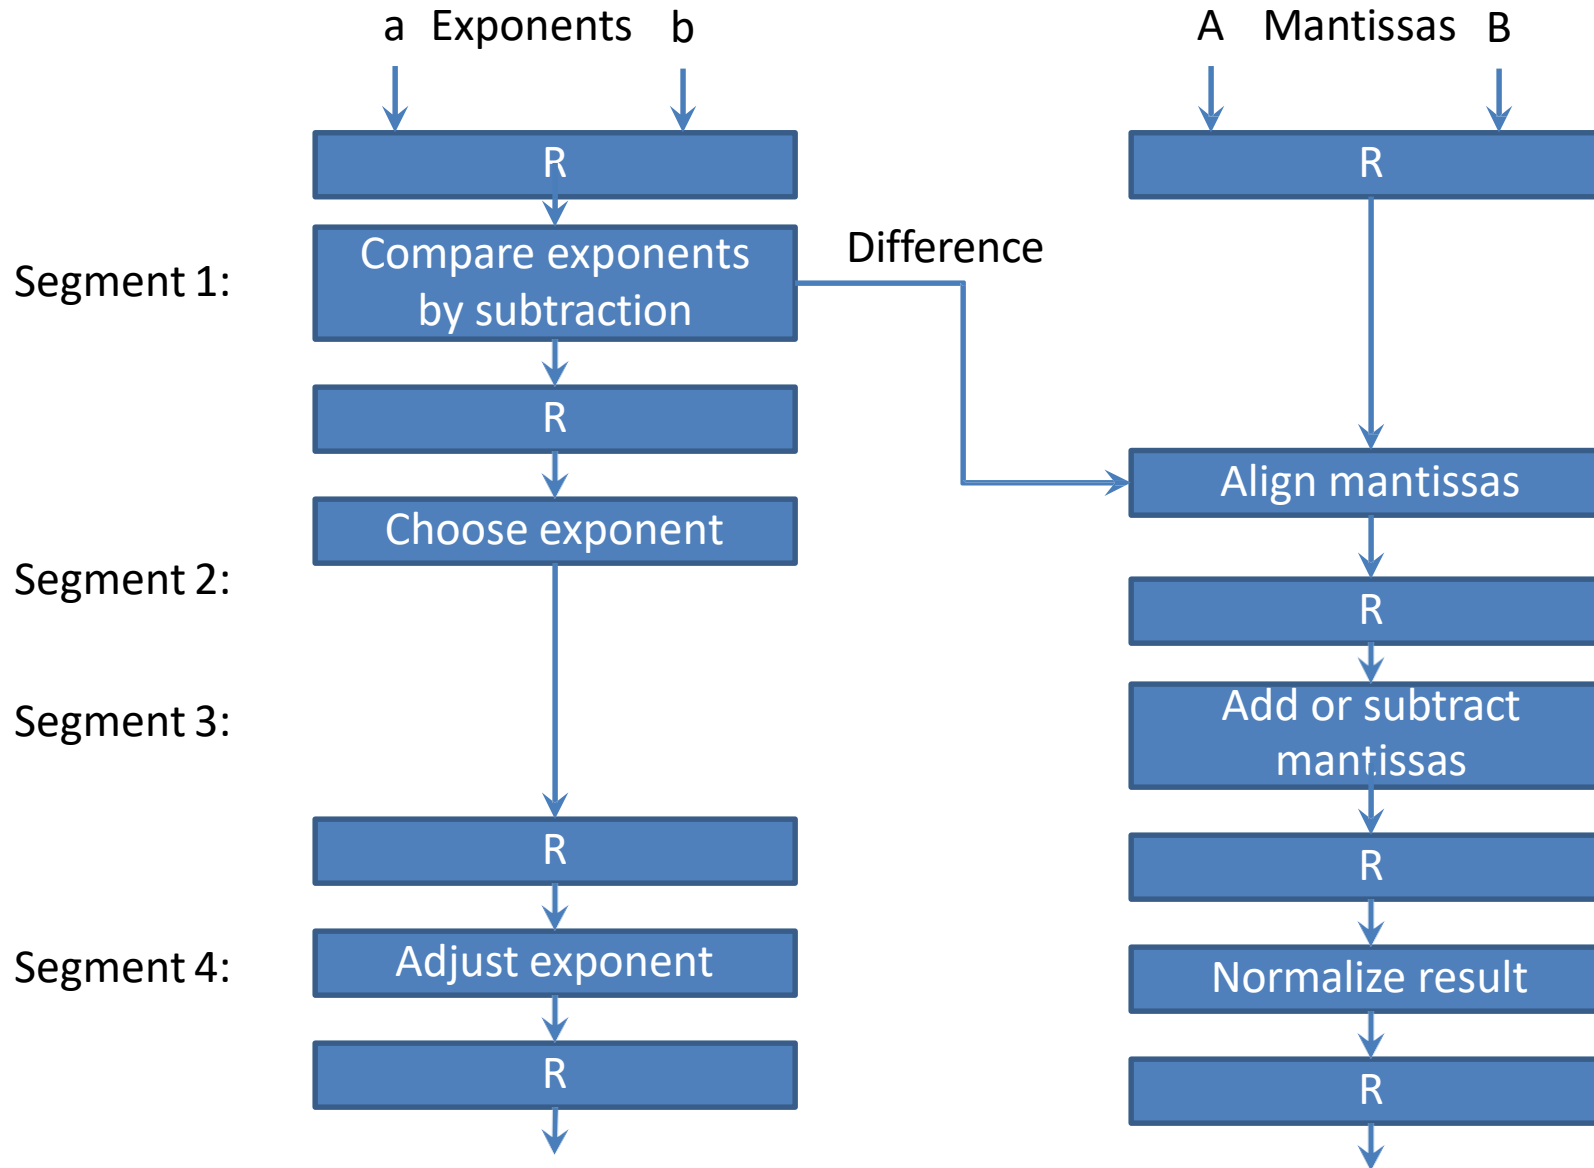 a Exponents b
A Mantissas B
R
R
Segment 1:
Compare exponents
by subtraction
Difference
R
Align mantissas
Segment 2:
Choose exponent
R
Segment 3:
Add or subtract
mantissas
R
R
Segment 4:
Adjust exponent
Normalize result
R
R